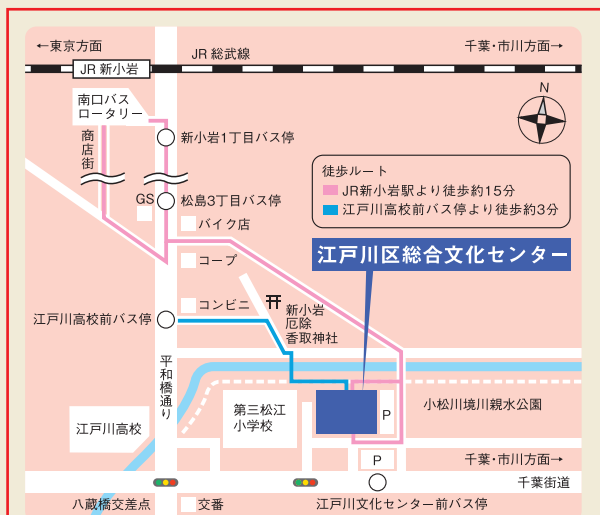 ←東京方面
JR 総武線
千葉・市川方面→
JR 新小岩
N
南口バス
ロータリー
商店街
新小岩1丁目バス停
徒歩ルート
JR新小岩駅より徒歩約15分
江戸川高校前バス停より徒歩約3分
GS
松島3丁目バス停
バイク店
江戸川区総合文化センター
コープ
コンビニ
新小岩
厄除
香取神社
江戸川高校前バス停
平和橋通り
第三松江
小学校
P
小松川境川親水公園
江戸川高校
P
千葉・市川方面→
千葉街道
八蔵橋交差点
交番
江戸川文化センター前バス停